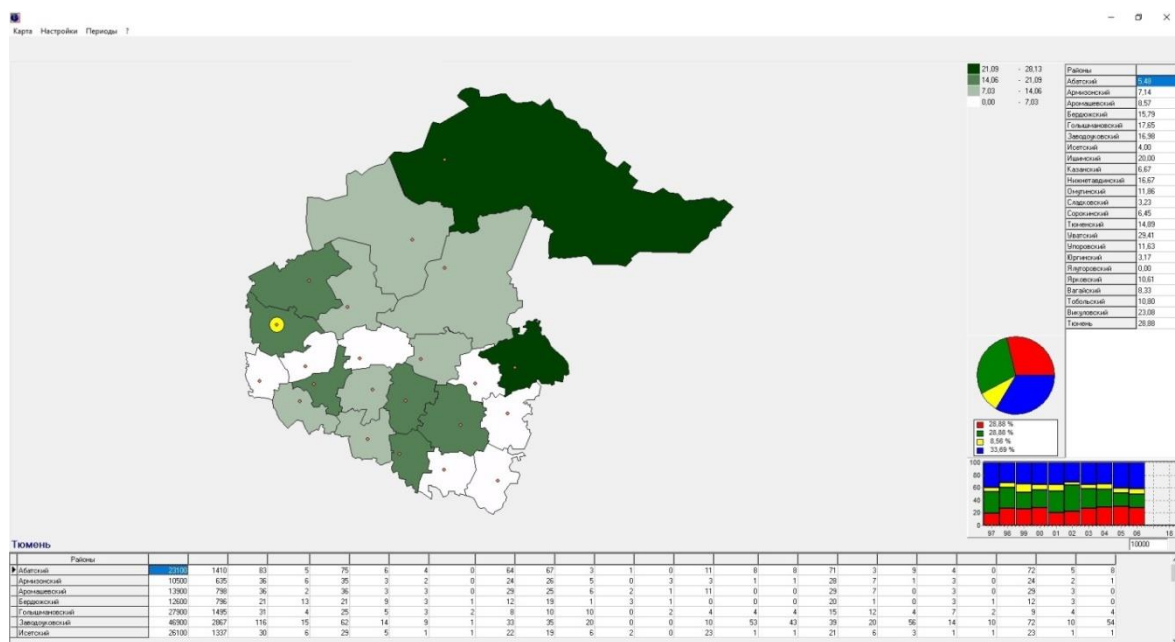 Карта Настройки Периоды ?
21,09 - 28,13
14,06 - 21,09
7,03 - 14,06
0,00 - 7,03
Районы
Абатский 5,48
Армизонский 7,14
Аромашевский 8,57
Бердюжский 15,79
Голышмановский 17,65
Заводоуковский 16,98
Исетский 4,00
Ишимский 20,00
Казанский 6,67
Нижнетавдинский 16,67
Омутинский 11,86
Сладковский 3,23
Сорокинский 6,45
Тюменский 14,89
Уватский 29,41
Упоровский 11,63
Юргинский 3,17
Ялуторовский 0,00
Ярковский 10,61
Вагайский 8,33
Тобольский 10,80
Викуловский 23,08
Тюмень 28,88
28,88 %
28,88 %
8,56 %
33,69 %
100
80
60
40
20
0
97 98 99 00 01 02 03 04 05 06 16
Тюмень
10000
Районы
Абатский 23100 1410 83 5 75 6 4 0 64 67 3 1 0 11 8 8 71 3 9 4 0 72 5 8
Армизонский 10500 635 36 6 35 3 2 0 24 26 5 0 3 3 1 1 28 7 1 3 0 24 2 1
Аромашевский 13900 798 36 2 36 3 3 0 29 25 6 2 1 11 0 0 29 7 0 3 0 29 3 0
Бердюжский 12600 796 21 13 21 9 3 1 12 19 1 3 1 0 0 0 20 1 0 3 1 12 3 0
Голышмановский 27900 1495 31 4 25 5 3 2 8 10 10 0 2 4 4 4 15 12 4 7 2 9 4 4
Заводоуковский 46900 2867 116 15 62 14 9 1 33 35 20 0 0 10 53 43 39 20 56 14 0 72 10 54
Исетский 26100 1337 30 6 29 5 1 1 22 19 6 2 0 23 1 1 21 6 3 1 1 23 1 1